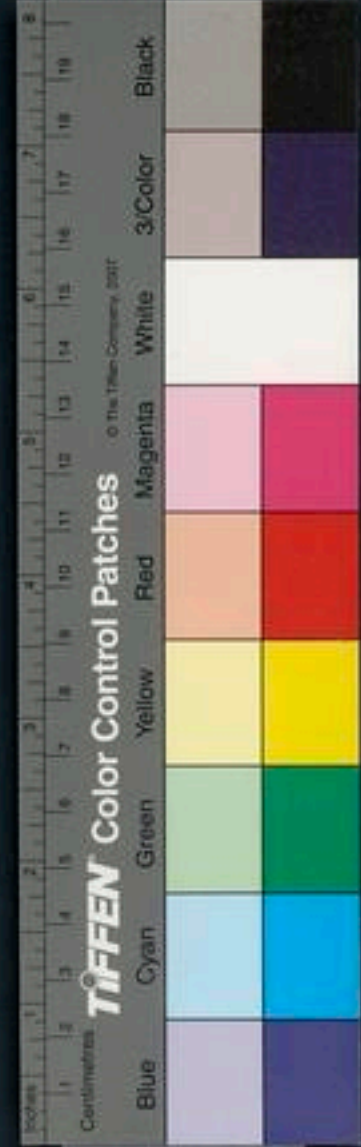 Inches 1 2 3 4 5 6 7 8
Centimetres 1 2 3 4 5 6 7 8 9 10 11 12 13 14 15 16 17 18 19
TIFFEN Color Control Patches © The Tiffen Company, 2007
Blue Cyan Green Yellow Red Magenta White 3/Color Black